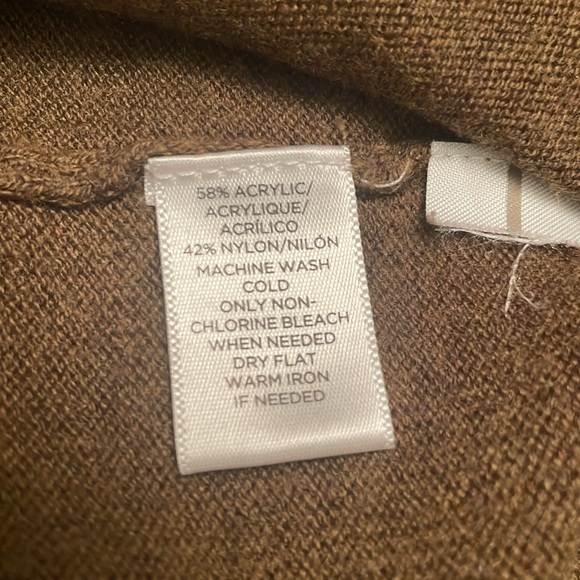 58% ACRYLIC/
ACRYLIQUE/
ACRÍLICO
42% NYLON/NILÓN
MACHINE WASH
COLD
ONLY NON-
CHLORINE BLEACH
WHEN NEEDED
DRY FLAT
WARM IRON
IF NEEDED